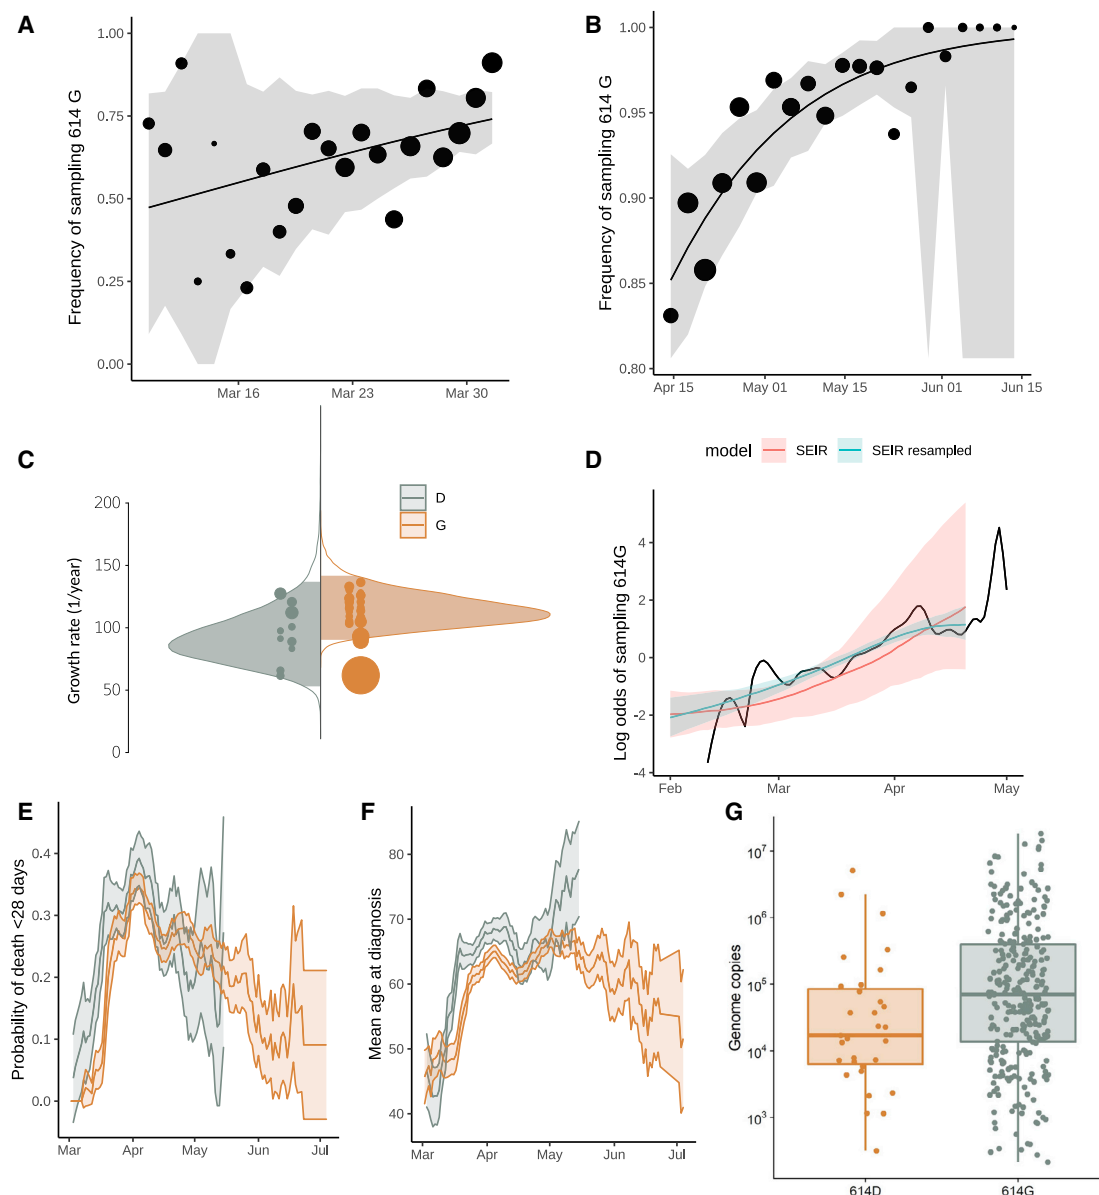 A
Frequency of sampling 614 G
1.00
0.75
0.50
0.25
0.00
Mar 16
Mar 23
Mar 30
B
Frequency of sampling 614 G
1.00
0.95
0.90
0.85
0.80
Apr 15
May 01
May 15
Jun 01
Jun 15
C
Growth rate (1/year)
200
150
100
50
0
D
G
D
model
SEIR
SEIR resampled
Log odds of sampling 614G
4
2
0
-2
-4
Feb
Mar
Apr
May
E
Probability of death <28 days
0.4
0.3
0.2
0.1
0.0
Mar
Apr
May
Jun
Jul
F
Mean age at diagnosis
80
70
60
50
40
Mar
Apr
May
Jun
Jul
G
Genome copies
10⁷
10⁶
10⁵
10⁴
10³
614D
614G